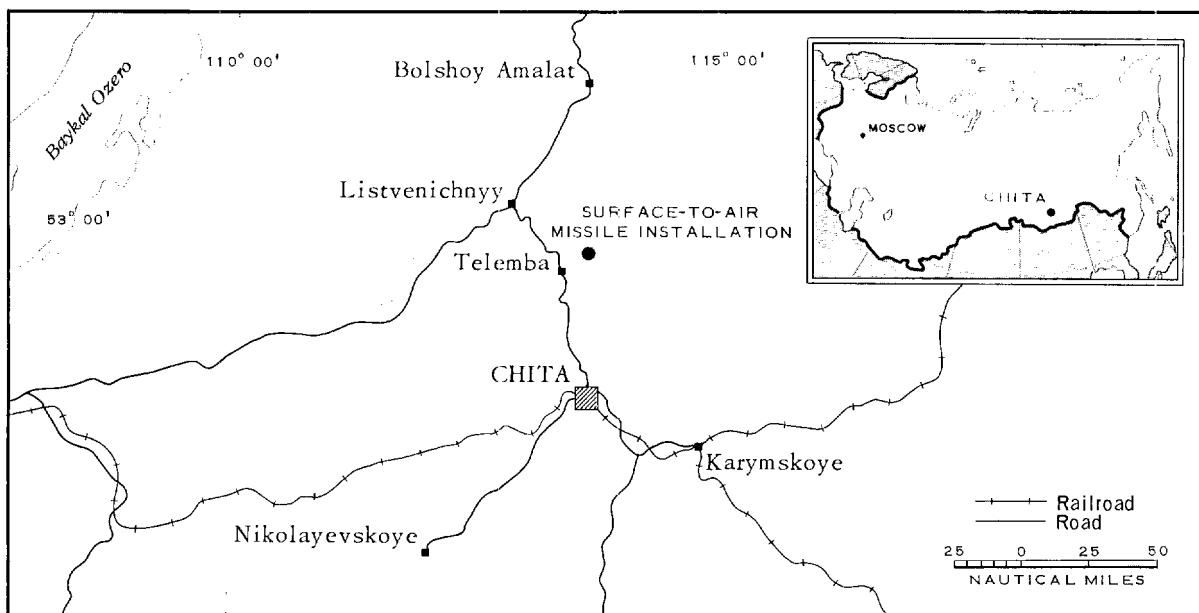 110° 00'
115° 00'
Bolshoy Amalat
Baykal Ozero
MOSCOW
Listvenichnyy
CHITA
53° 00'
SURFACE-TO-AIR
MISSILE INSTALLATION
Telemba
CHITA
Karymskoye
Railroad
Road
Nikolayevskoye
25 0 25 50
NAUTICAL MILES